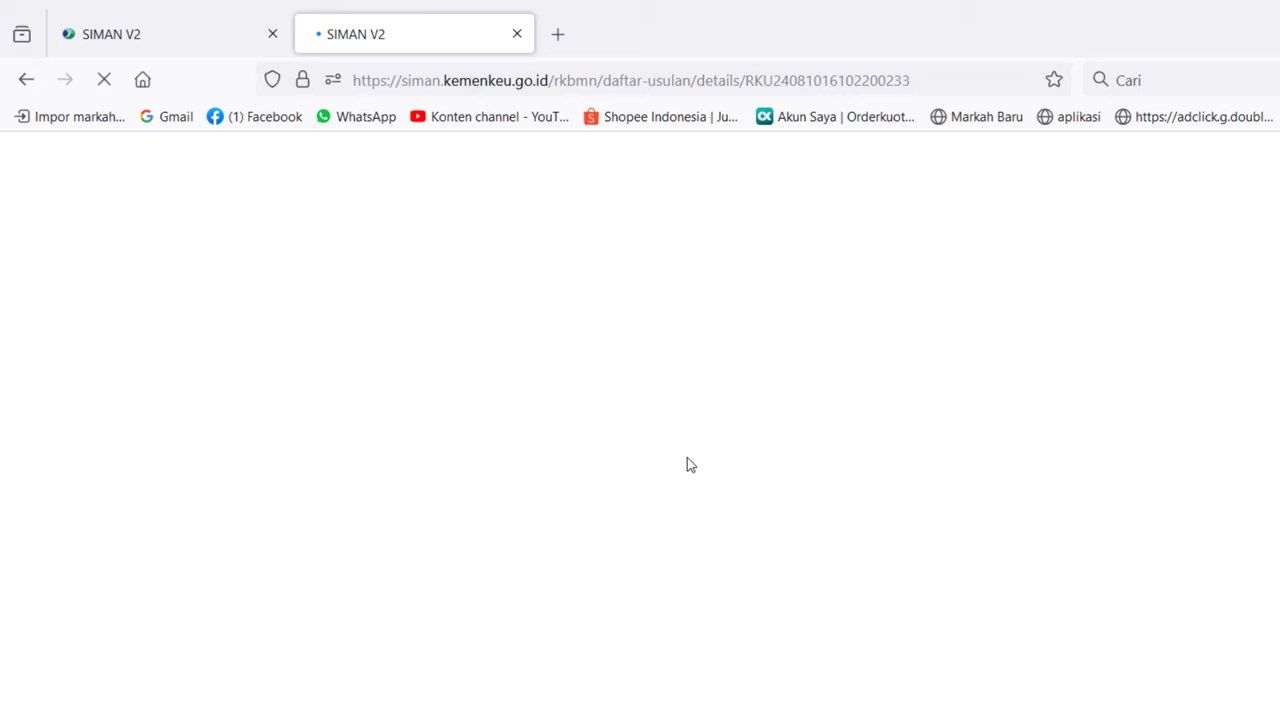 SIMAN V2
SIMAN V2
https://siman.kemenkeu.go.id/rkbmn/daftar-usulan/details/RKU24081016102200233
Cari
Impor markah...
Gmail
(1) Facebook
WhatsApp
Konten channel - YouT...
Shopee Indonesia | Ju...
Akun Saya | Orderkuot...
Markah Baru
aplikasi
https://adclick.g.doubl...